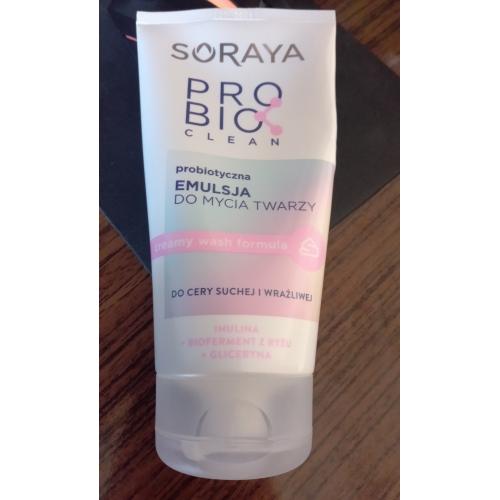 SORAYA
PRO
BIO
CLEAN
probiotyczna
EMULSJA
DO MYCIA TWARZY
creamy wash formula
DO CERY SUCHEJ I WRAŻLIWEJ
INULINA
+ BIOFERMENT Z RYŻU
+ GLICERYNA